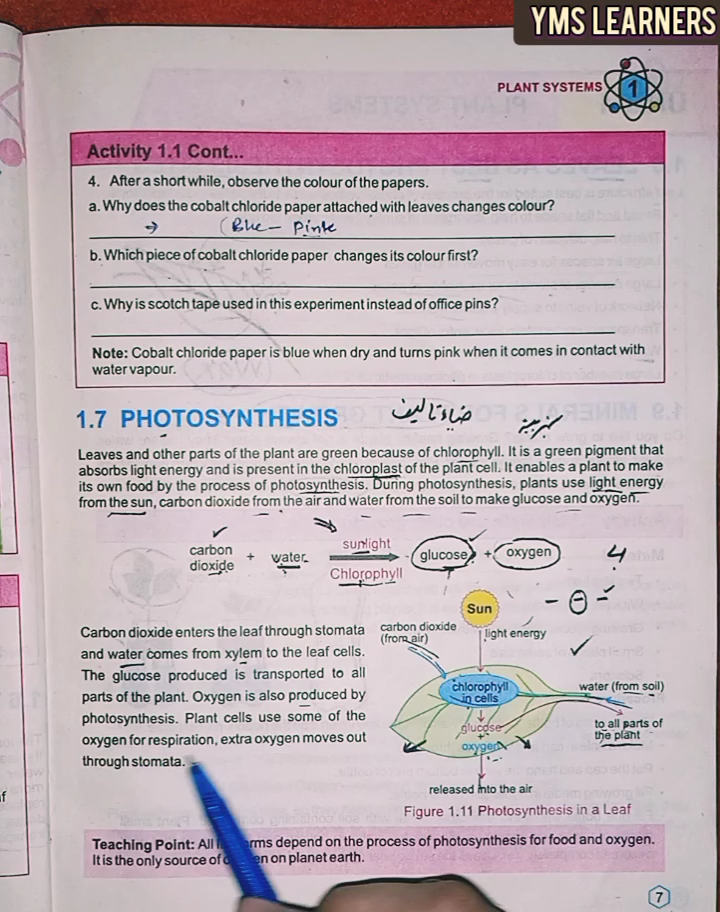 YMS LEARNERS
PLANT SYSTEMS 1
Activity 1.1 Cont...
4. After a short while, observe the colour of the papers.
a. Why does the cobalt chloride paper attached with leaves changes colour?
→ (Blue – Pink
b. Which piece of cobalt chloride paper changes its colour first?
c. Why is scotch tape used in this experiment instead of office pins?
Note: Cobalt chloride paper is blue when dry and turns pink when it comes in contact with
water vapour.
1.7 PHOTOSYNTHESIS ضیائی تالیف
Leaves and other parts of the plant are green because of chlorophyll. It is a green pigment that
absorbs light energy and is present in the chloroplast of the plant cell. It enables a plant to make
its own food by the process of photosynthesis. During photosynthesis, plants use light energy
from the sun, carbon dioxide from the air and water from the soil to make glucose and oxygen.
carbon dioxide + water sunlight Chlorophyll glucose + oxygen
Carbon dioxide enters the leaf through stomata
and water comes from xylem to the leaf cells.
The glucose produced is transported to all
parts of the plant. Oxygen is also produced by
photosynthesis. Plant cells use some of the
oxygen for respiration, extra oxygen moves out
through stomata.
Sun
carbon dioxide
(from air)
light energy
chlorophyll
in cells
water (from soil)
glucose
+
oxygen
to all parts of
the plant
released into the air
Figure 1.11 Photosynthesis in a Leaf
Teaching Point: All depend on the process of photosynthesis for food and oxygen.
It is the only source of on planet earth.
7